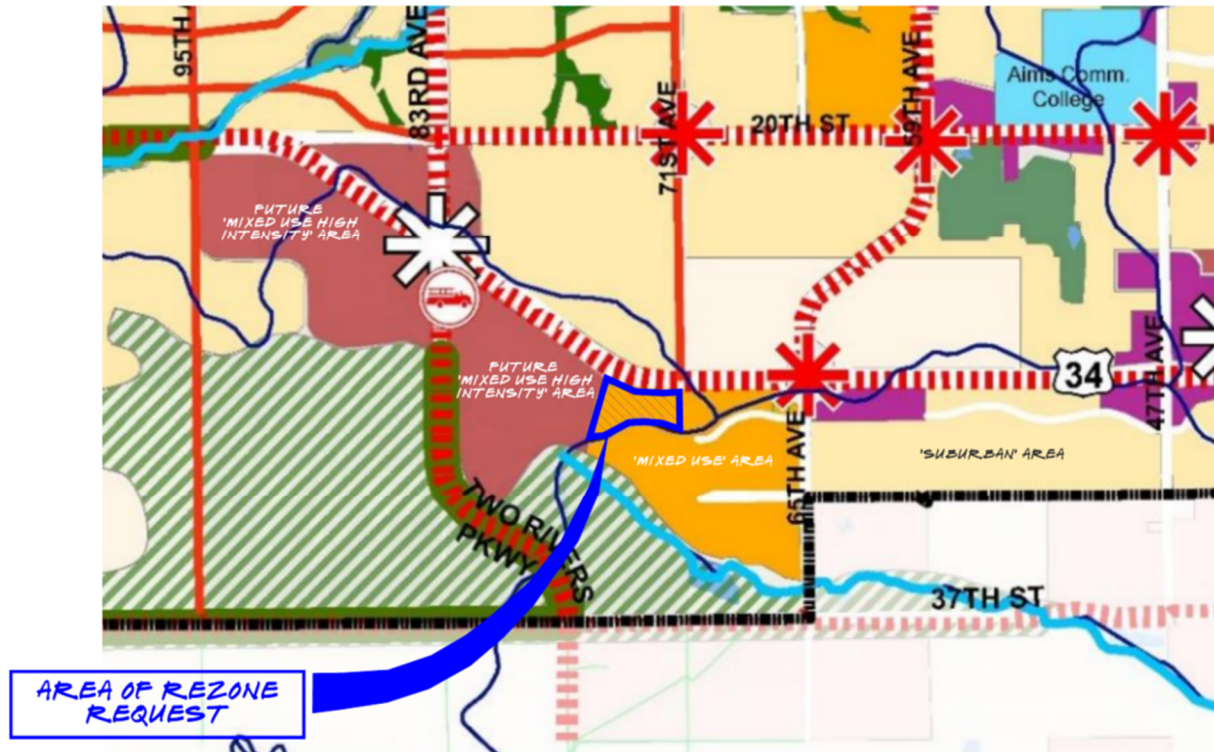 95TH
83RD AVE
71ST AVE
20TH ST
59TH AVE
Aims Comm.
College
FUTURE
'MIXED USE HIGH
INTENSITY' AREA
FUTURE
'MIXED USE HIGH
INTENSITY' AREA
34
47TH AVE
65TH AVE
'MIXED USE' AREA
'SUBURBAN' AREA
TWO RIVERS
PKWY
37TH ST
AREA OF REZONE
REQUEST